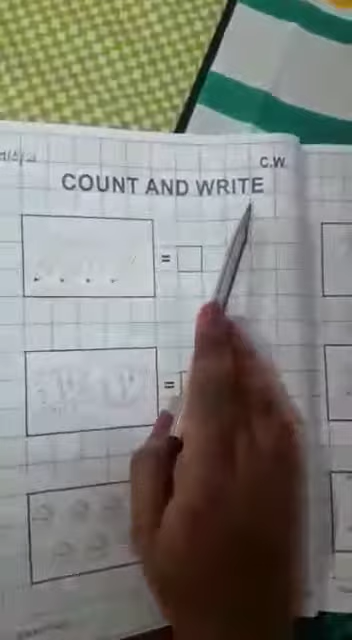 C.W.
COUNT AND WRITE
=
=